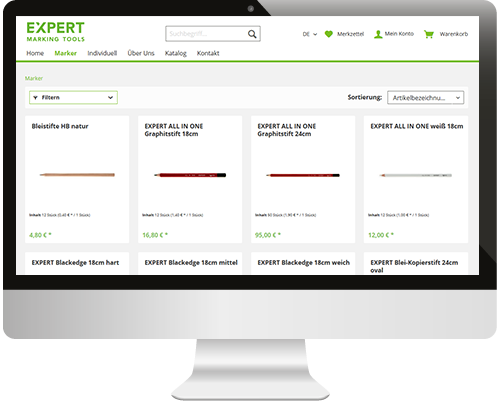 EXPERT
MARKING TOOLS
Suchbegriff...
DE
Merkzettel
Mein Konto
Warenkorb
Home Marker Individuell Über Uns Katalog Kontakt
Marker
Filtern
Sortierung: Artikelbezeichnu...
Bleistifte HB natur
Inhalt 12 Stück (0,40 € * / 1 Stück)
4,80 € *
EXPERT ALL IN ONE
Graphitstift 18cm
Inhalt 12 Stück (1,40 € * / 1 Stück)
16,80 € *
EXPERT ALL IN ONE
Graphitstift 24cm
Inhalt 50 Stück (1,90 € * / 1 Stück)
95,00 € *
EXPERT ALL IN ONE weiß 18cm
Inhalt 12 Stück (1,00 € * / 1 Stück)
12,00 € *
EXPERT Blackedge 18cm hart
EXPERT Blackedge 18cm mittel
EXPERT Blackedge 18cm weich
EXPERT Blei-Kopierstift 24cm
oval